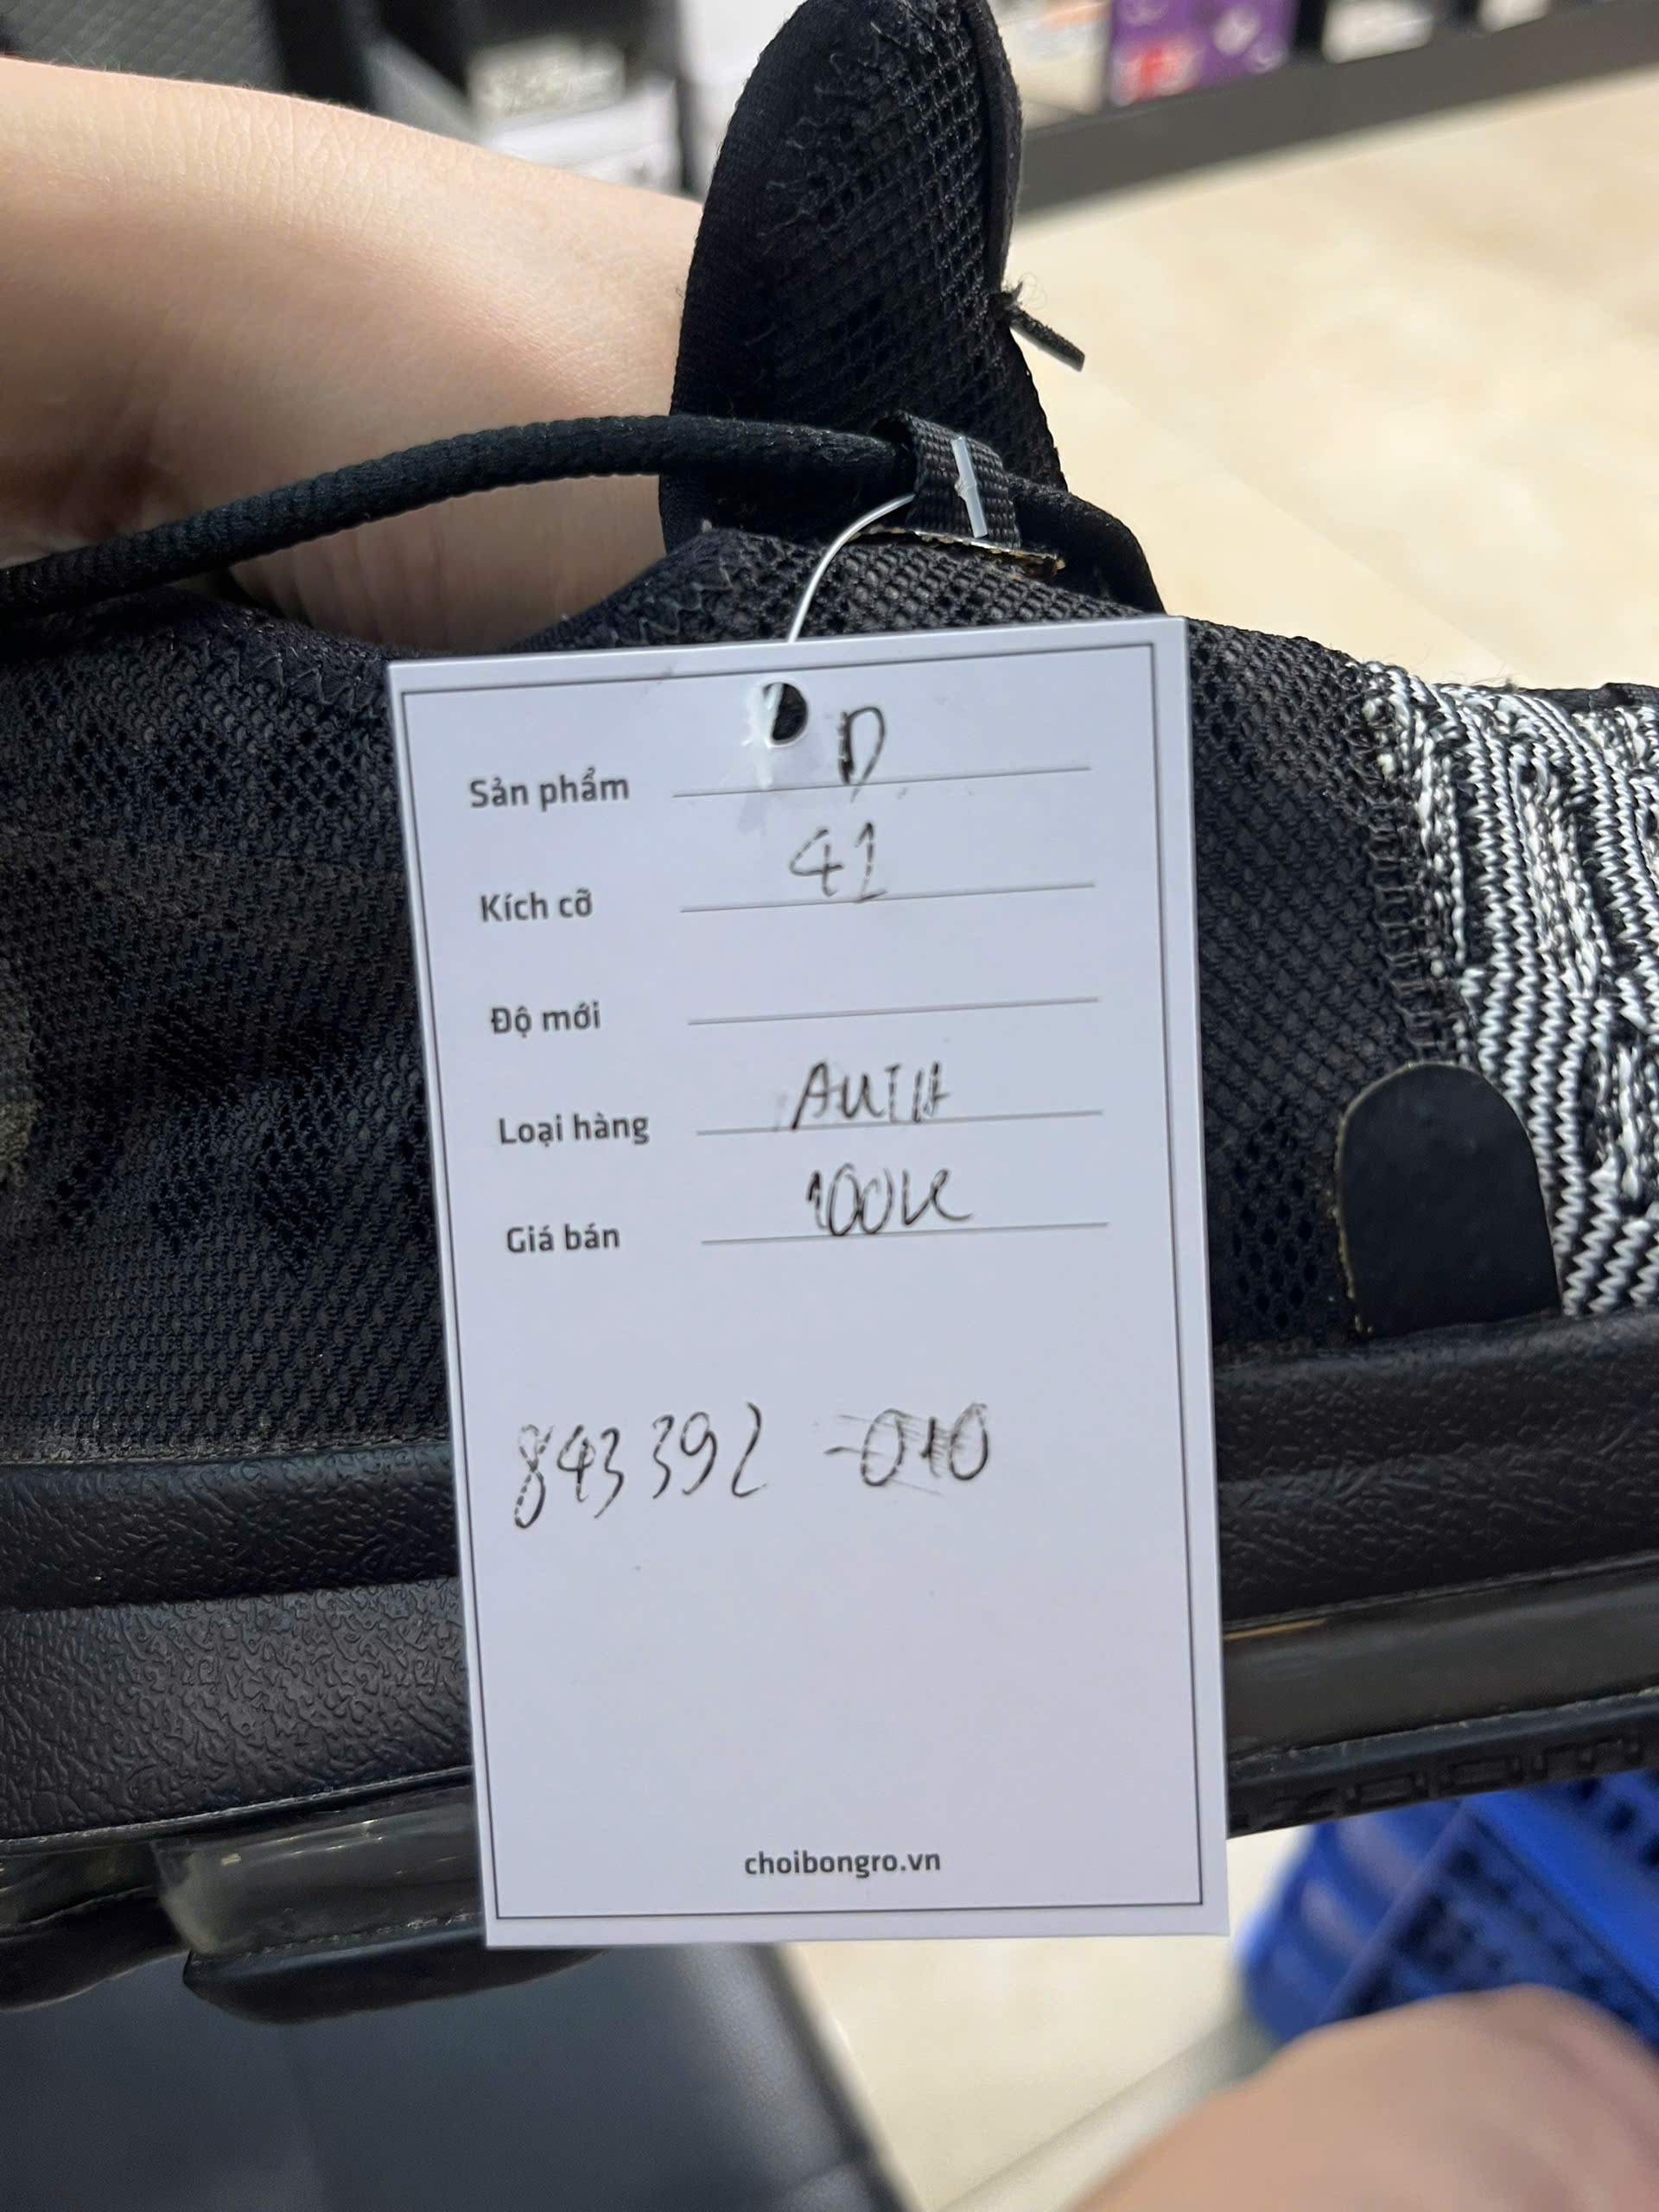 Sản phẩm D
Kích cỡ 41
Độ mới
Loại hàng AUTH
Giá bán 100K
843392 -010
choibongro.vn